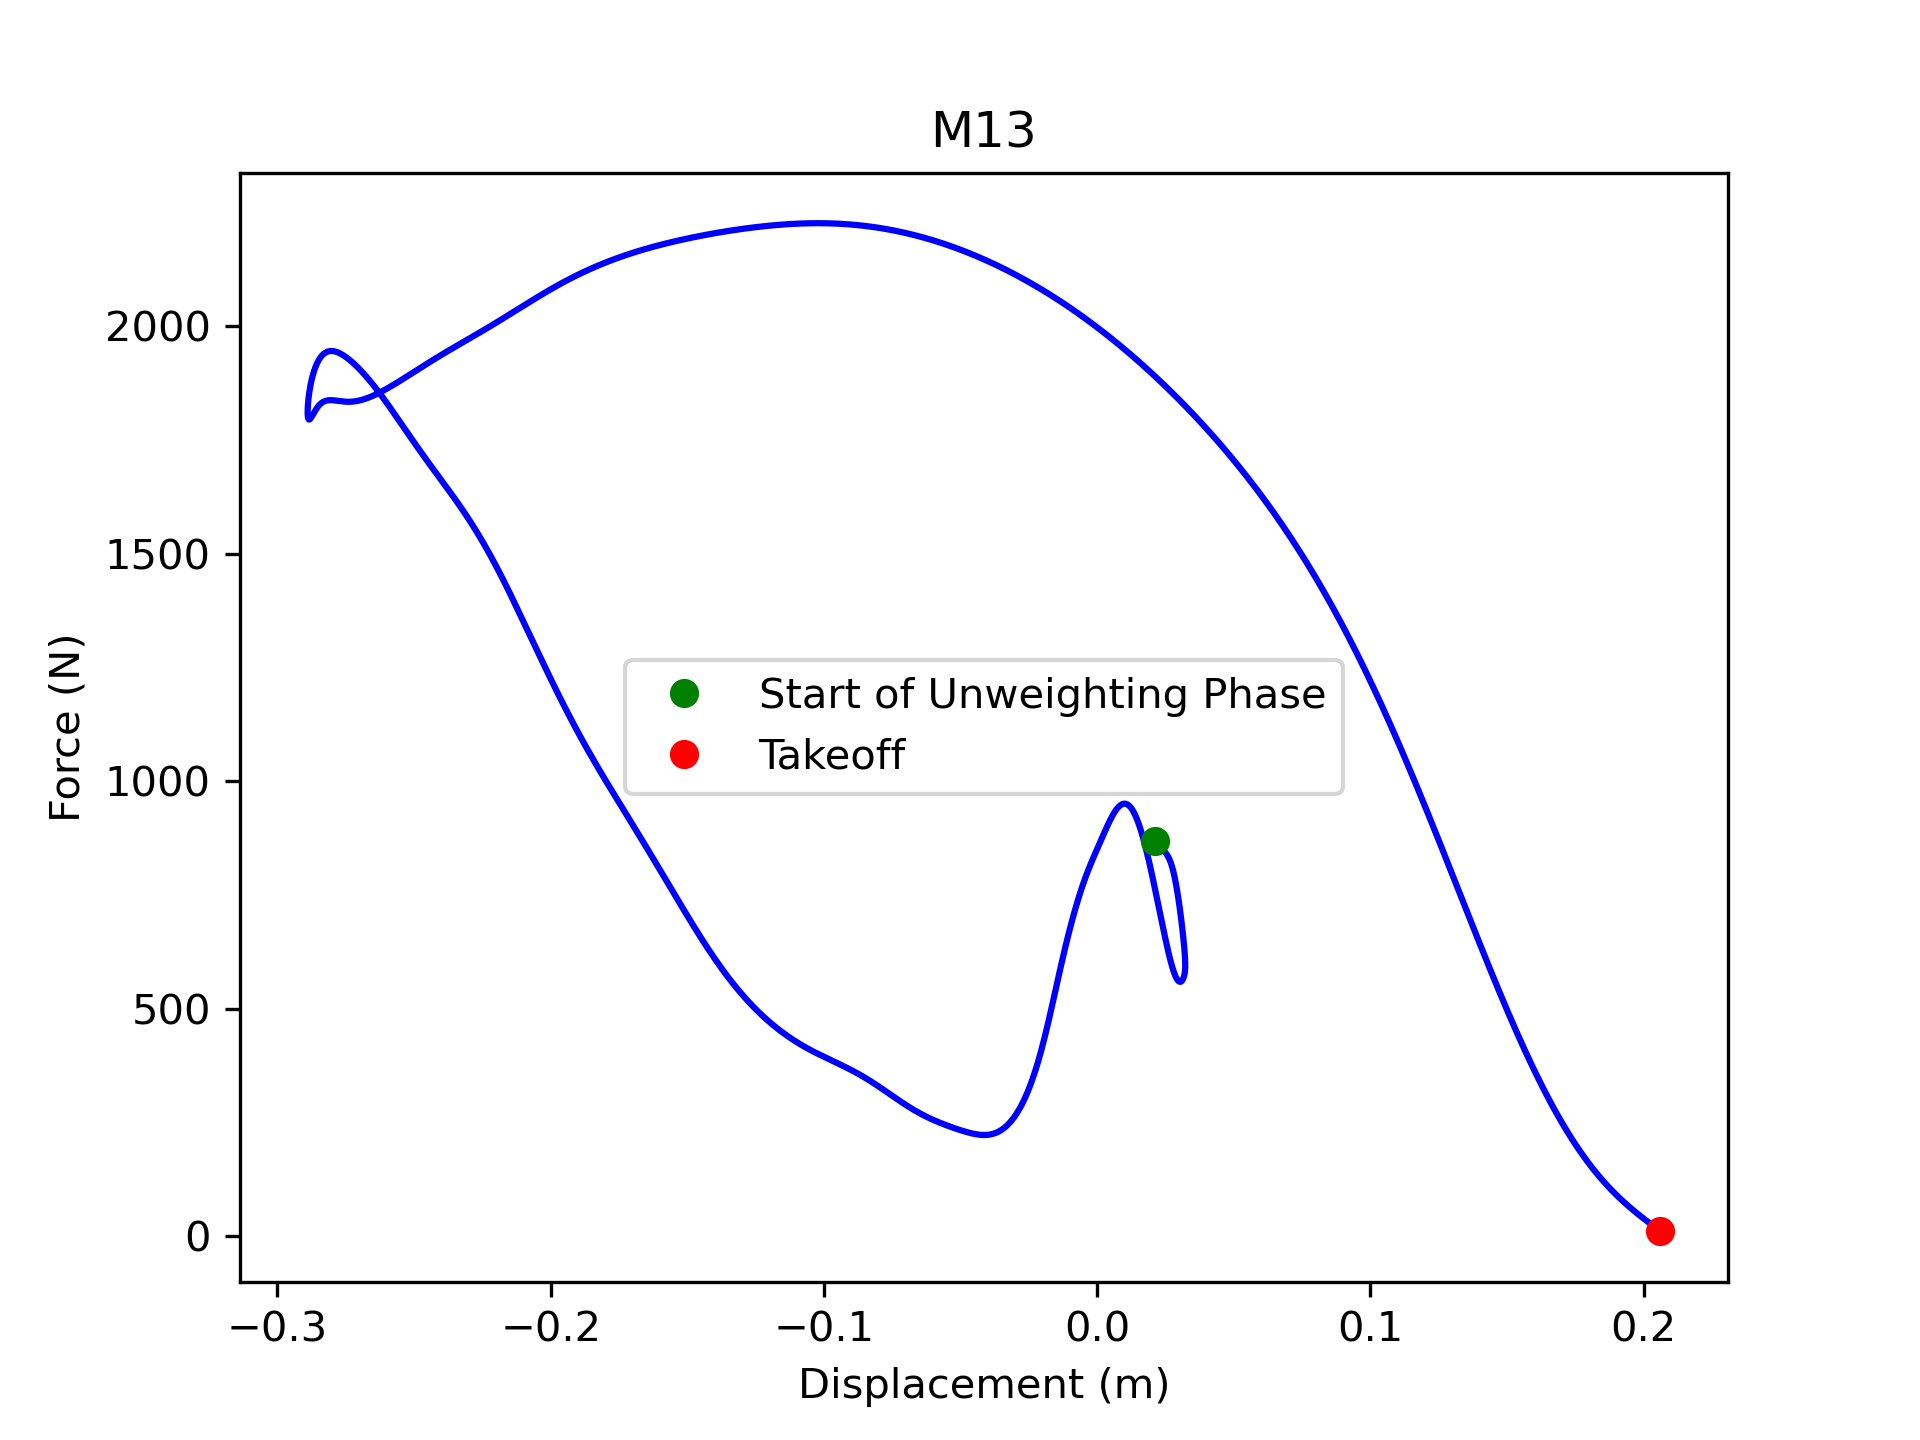 M13
Force (N)
2000
1500
1000
500
0
Start of Unweighting Phase
Takeoff
−0.3 −0.2 −0.1 0.0 0.1 0.2
Displacement (m)